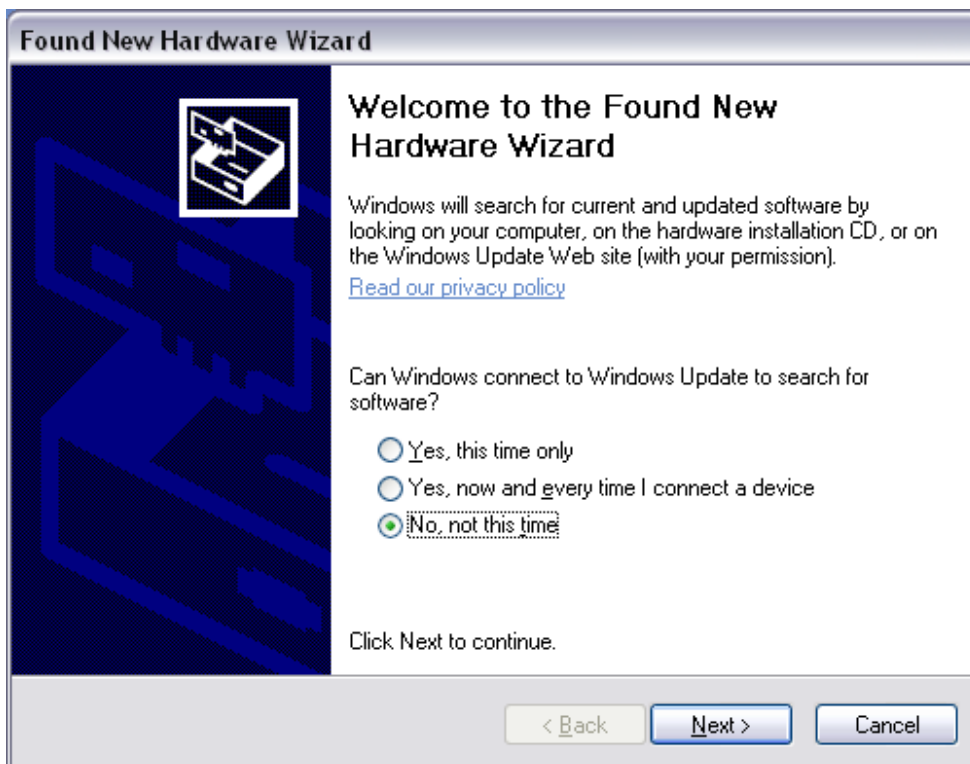 Found New Hardware Wizard
Welcome to the Found New
Hardware Wizard
Windows will search for current and updated software by
looking on your computer, on the hardware installation CD, or on
the Windows Update Web site (with your permission).
Read our privacy policy
Can Windows connect to Windows Update to search for
software?
Yes, this time only
Yes, now and every time I connect a device
No, not this time
Click Next to continue.
< Back
Next >
Cancel